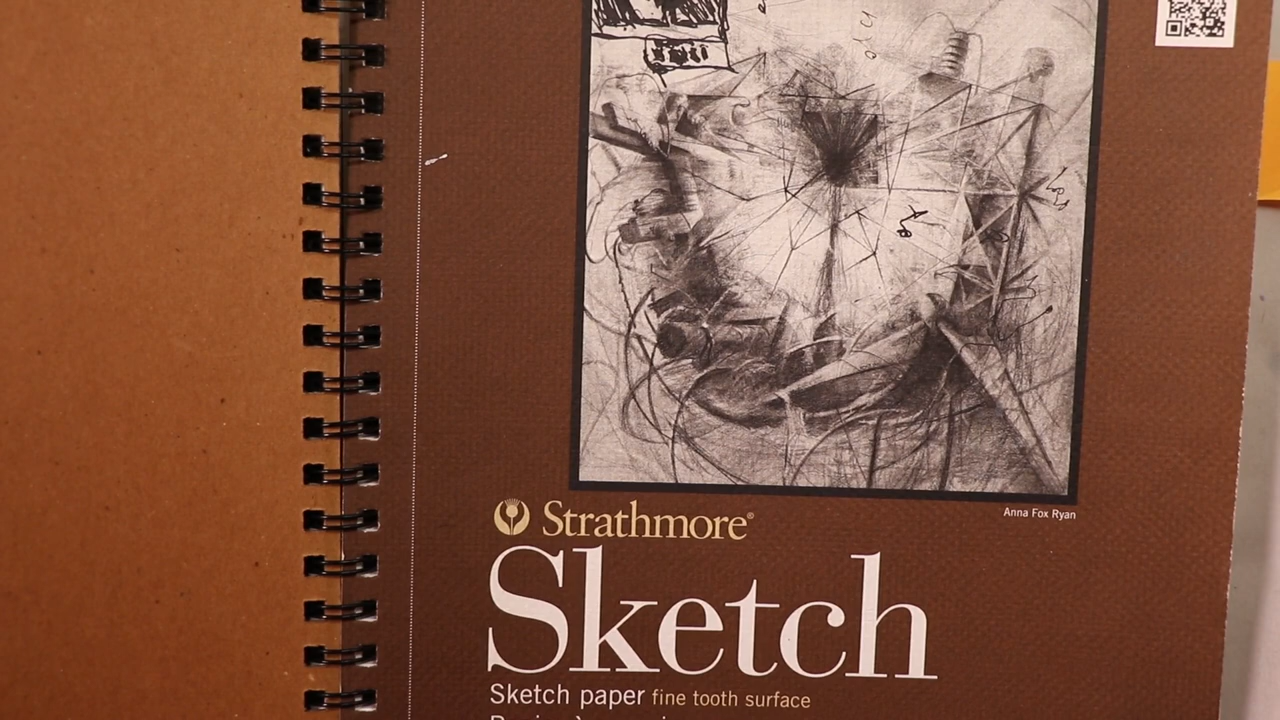 Anna Fox Ryan
Strathmore®
Sketch
Sketch paper fine tooth surface